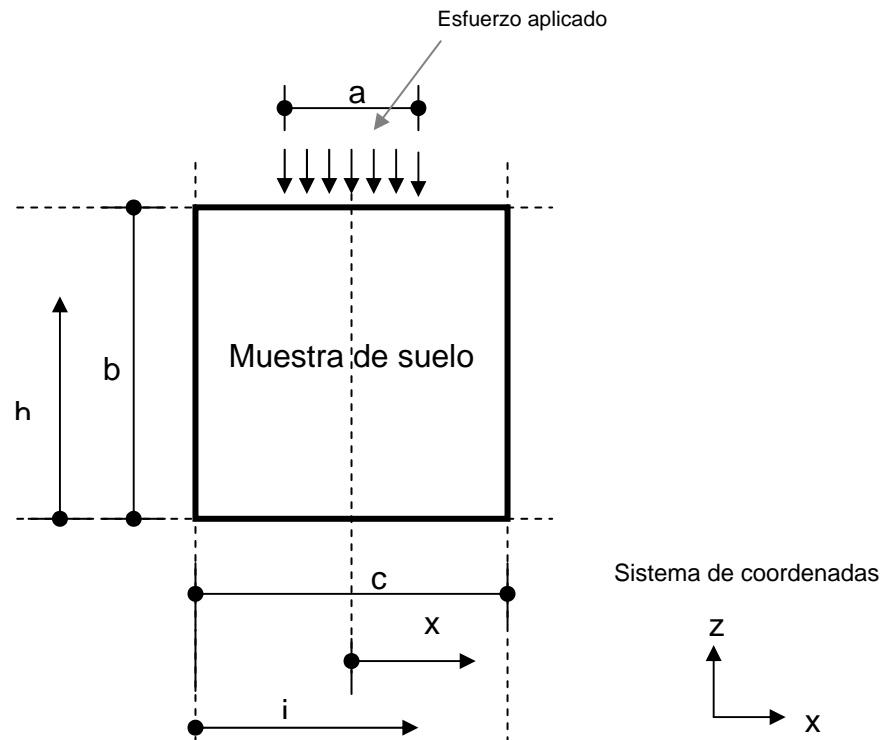 Esfuerzo aplicado
a
Muestra de suelo
b
h
c
Sistema de coordenadas
x
z
i
x